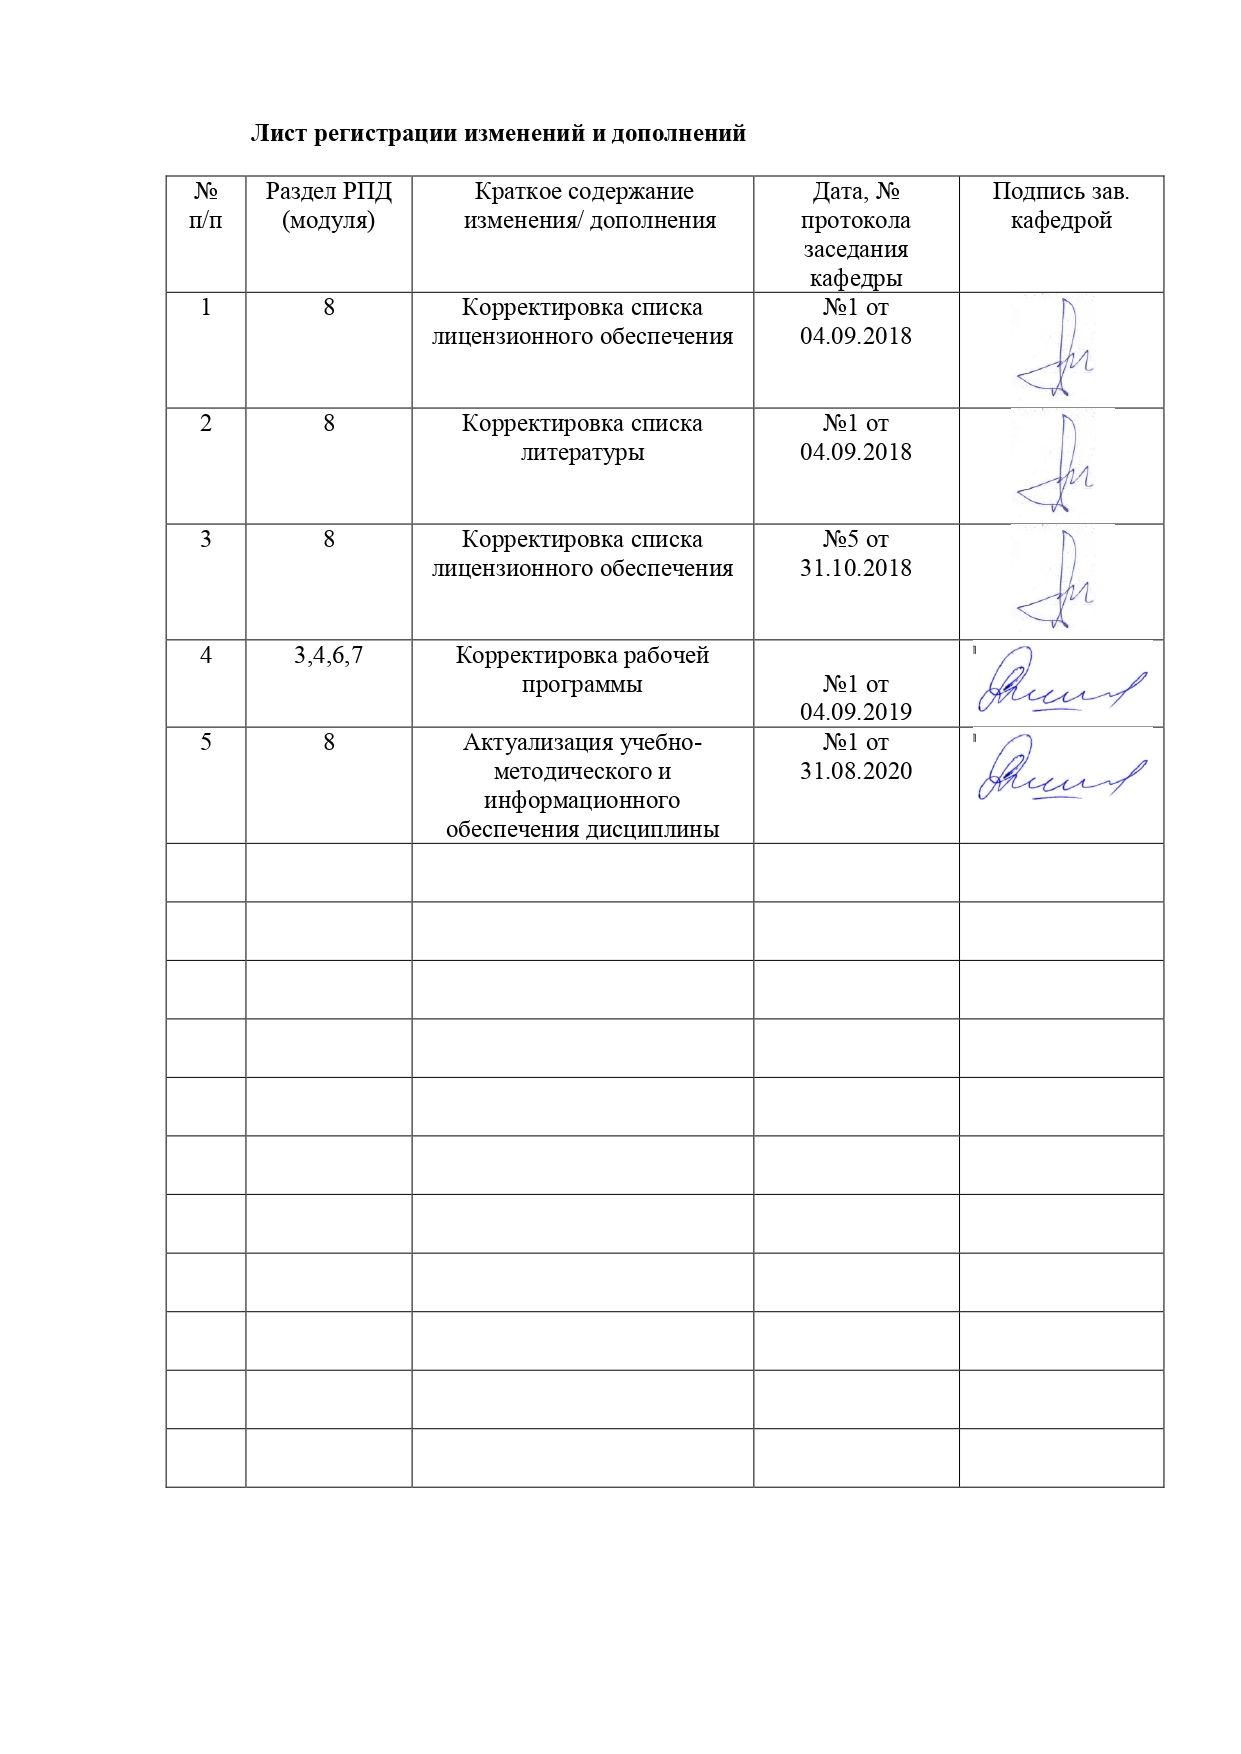 Лист регистрации изменений и дополнений
№ п/п
Раздел РПД (модуля)
Краткое содержание изменения/ дополнения
Дата, № протокола заседания кафедры
Подпись зав. кафедрой
1
8
Корректировка списка
лицензионного обеспечения
№1 от
04.09.2018
2
8
Корректировка списка
литературы
№1 от
04.09.2018
3
8
Корректировка списка
лицензионного обеспечения
№5 от
31.10.2018
4
3,4,6,7
Корректировка рабочей
программы
№1 от
04.09.2019
5
8
Актуализация учебно-
методического и
информационного
обеспечения дисциплины
№1 от
31.08.2020